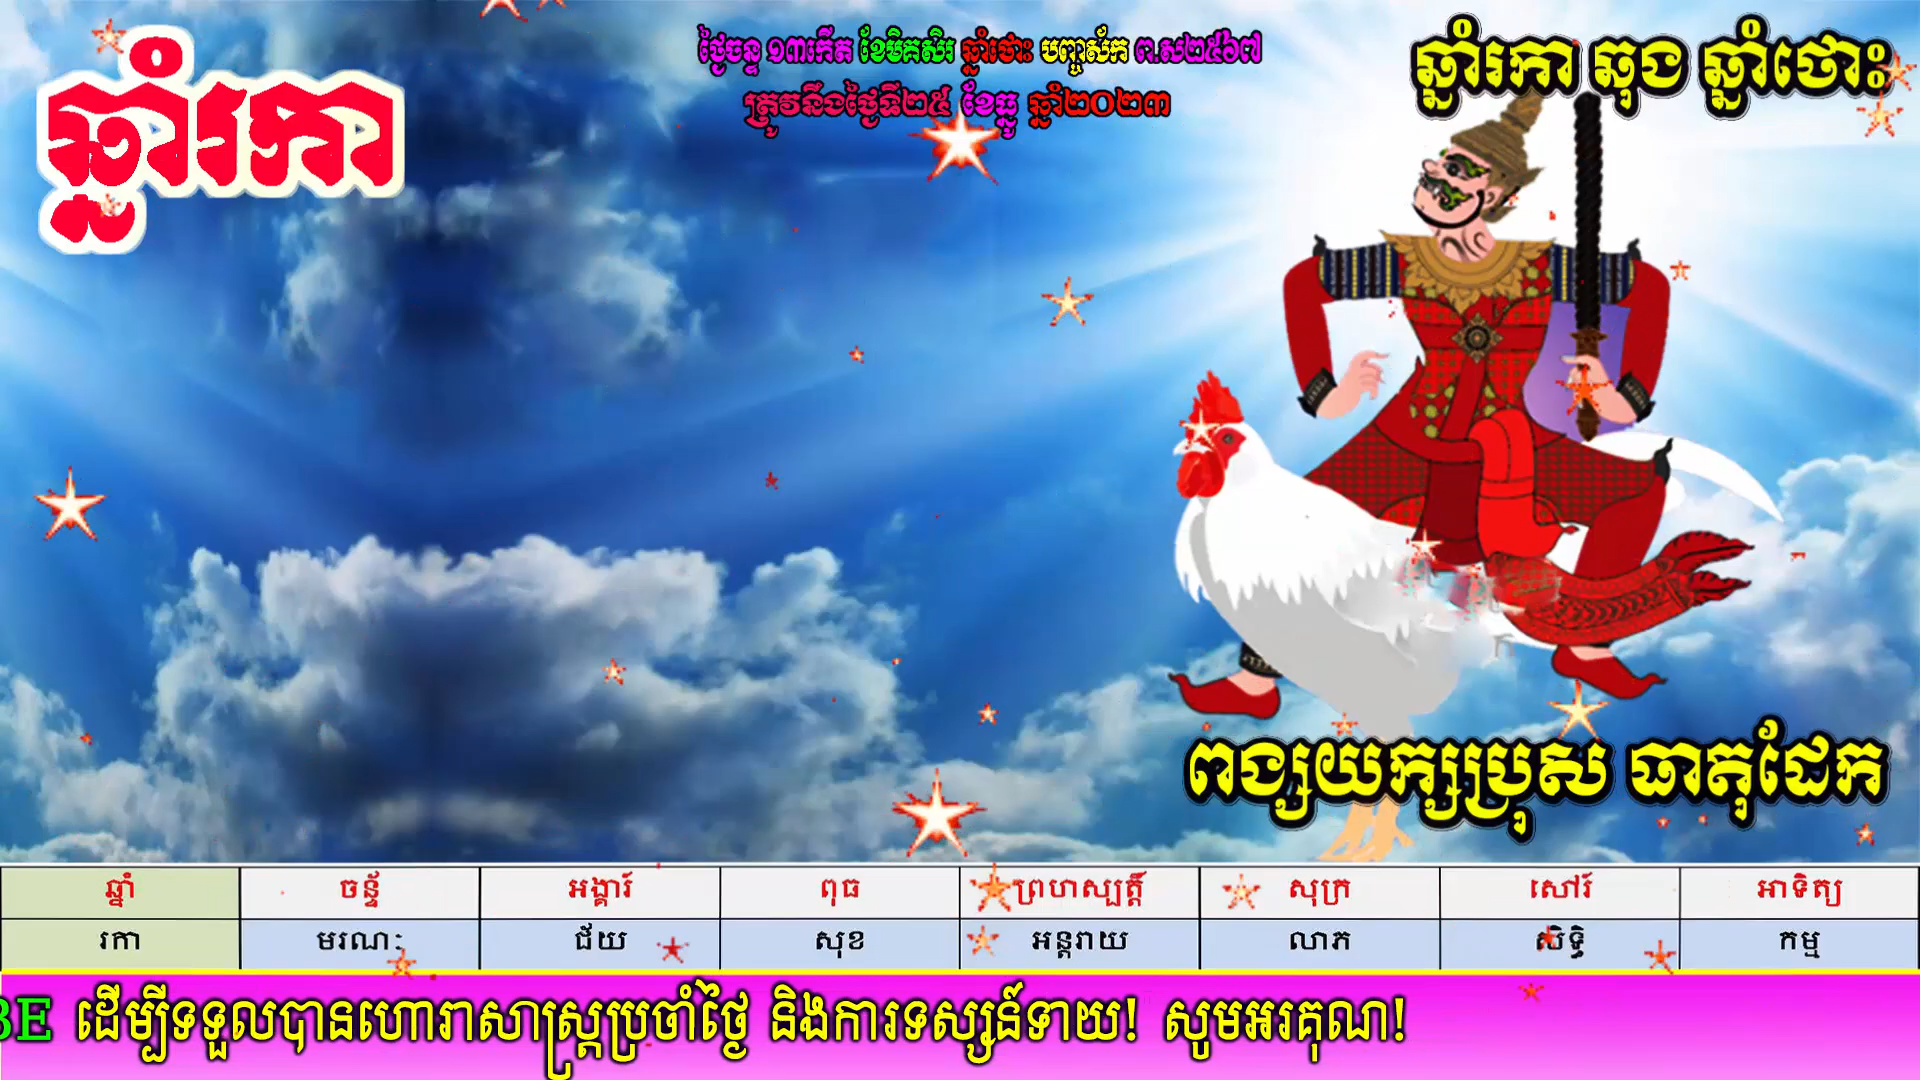 ឆ្នាំរកា
ថ្ងៃចន្ទ ១៣កើត ខែមិគសិរ ឆ្នាំថោះ បញ្ចស័ក ព.ស២៥៦៧
ត្រូវនឹងថ្ងៃទី២៥ ខែធ្នូ ឆ្នាំ២០២៣
ឆ្នាំរកា ឆុង ឆ្នាំថោះ
ពង្សយក្សប្រុស ធាតុដែក
ឆ្នាំ ចន្ទ័ អង្គារ៍ ពុធ ព្រហស្បត្តិ៍ សុក្រ សៅរ៍ អាទិត្យ
រកា មរណៈ ជ័យ សុខ អន្តរាយ លាភ សិទ្ធិ កម្ម
BE ដើម្បីទទួលបានហោរាសាស្ត្រប្រចាំថ្ងៃ និងការទស្សន៍ទាយ! សូមអរគុណ!